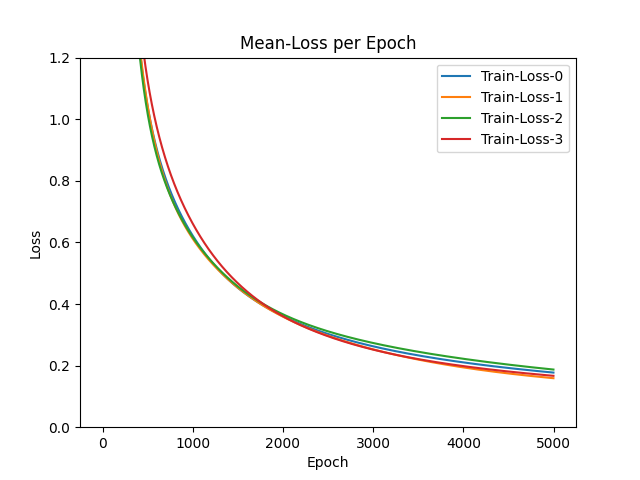 Mean-Loss per Epoch
1.2
1.0
0.8
0.6
0.4
0.2
0.0
Loss
Train-Loss-0
Train-Loss-1
Train-Loss-2
Train-Loss-3
0 1000 2000 3000 4000 5000
Epoch